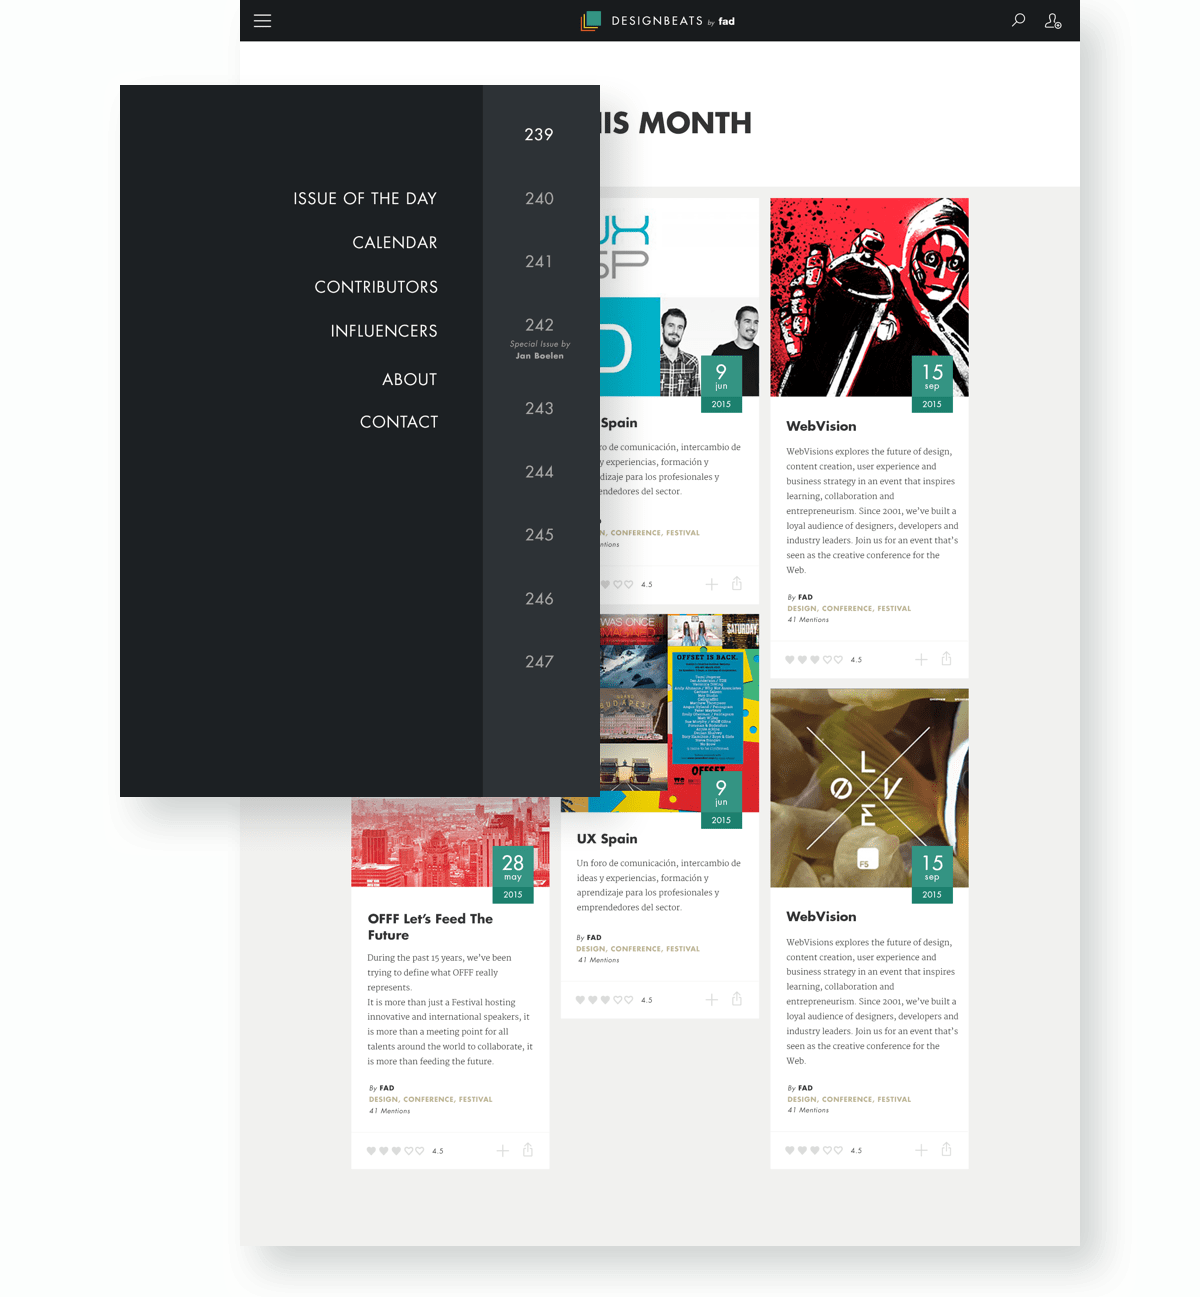 DESIGNBEATS by fad
HIS MONTH
239
240
241
242
Special Issue by
Jan Boelen
243
244
245
246
247
ISSUE OF THE DAY
CALENDAR
CONTRIBUTORS
INFLUENCERS
ABOUT
CONTACT
UX
SP
9
jun
2015
Spain
ro de comunicación, intercambio de
y experiencias, formación y
dizaje para los profesionales y
endedores del sector.
N, CONFERENCE, FESTIVAL
ntions
4.5
15
sep
2015
WebVision
WebVisions explores the future of design,
content creation, user experience and
business strategy in an event that inspires
learning, collaboration and
entrepreneurism. Since 2001, we've built a
loyal audience of designers, developers and
industry leaders. Join us for an event that's
seen as the creative conference for the
Web.
By FAD
DESIGN, CONFERENCE, FESTIVAL
41 Mentions
4.5
WAS ONCE
IMAGINED
SATURDAY
OFFSET IS BACK.
BUDAPEST
OFFSET
9
jun
2015
UX Spain
Un foro de comunicación, intercambio de
ideas y experiencias, formación y
aprendizaje para los profesionales y
emprendedores del sector.
By FAD
DESIGN, CONFERENCE, FESTIVAL
41 Mentions
4.5
LØVE
F5
15
sep
2015
WebVision
WebVisions explores the future of design,
content creation, user experience and
business strategy in an event that inspires
learning, collaboration and
entrepreneurism. Since 2001, we've built a
loyal audience of designers, developers and
industry leaders. Join us for an event that's
seen as the creative conference for the
Web.
By FAD
DESIGN, CONFERENCE, FESTIVAL
41 Mentions
4.5
28
may
2015
OFFF Let's Feed The
Future
During the past 15 years, we've been
trying to define what OFFF really
represents.
It is more than just a Festival hosting
innovative and international speakers, it
is more than a meeting point for all
talents around the world to collaborate, it
is more than feeding the future.
By FAD
DESIGN, CONFERENCE, FESTIVAL
41 Mentions
4.5